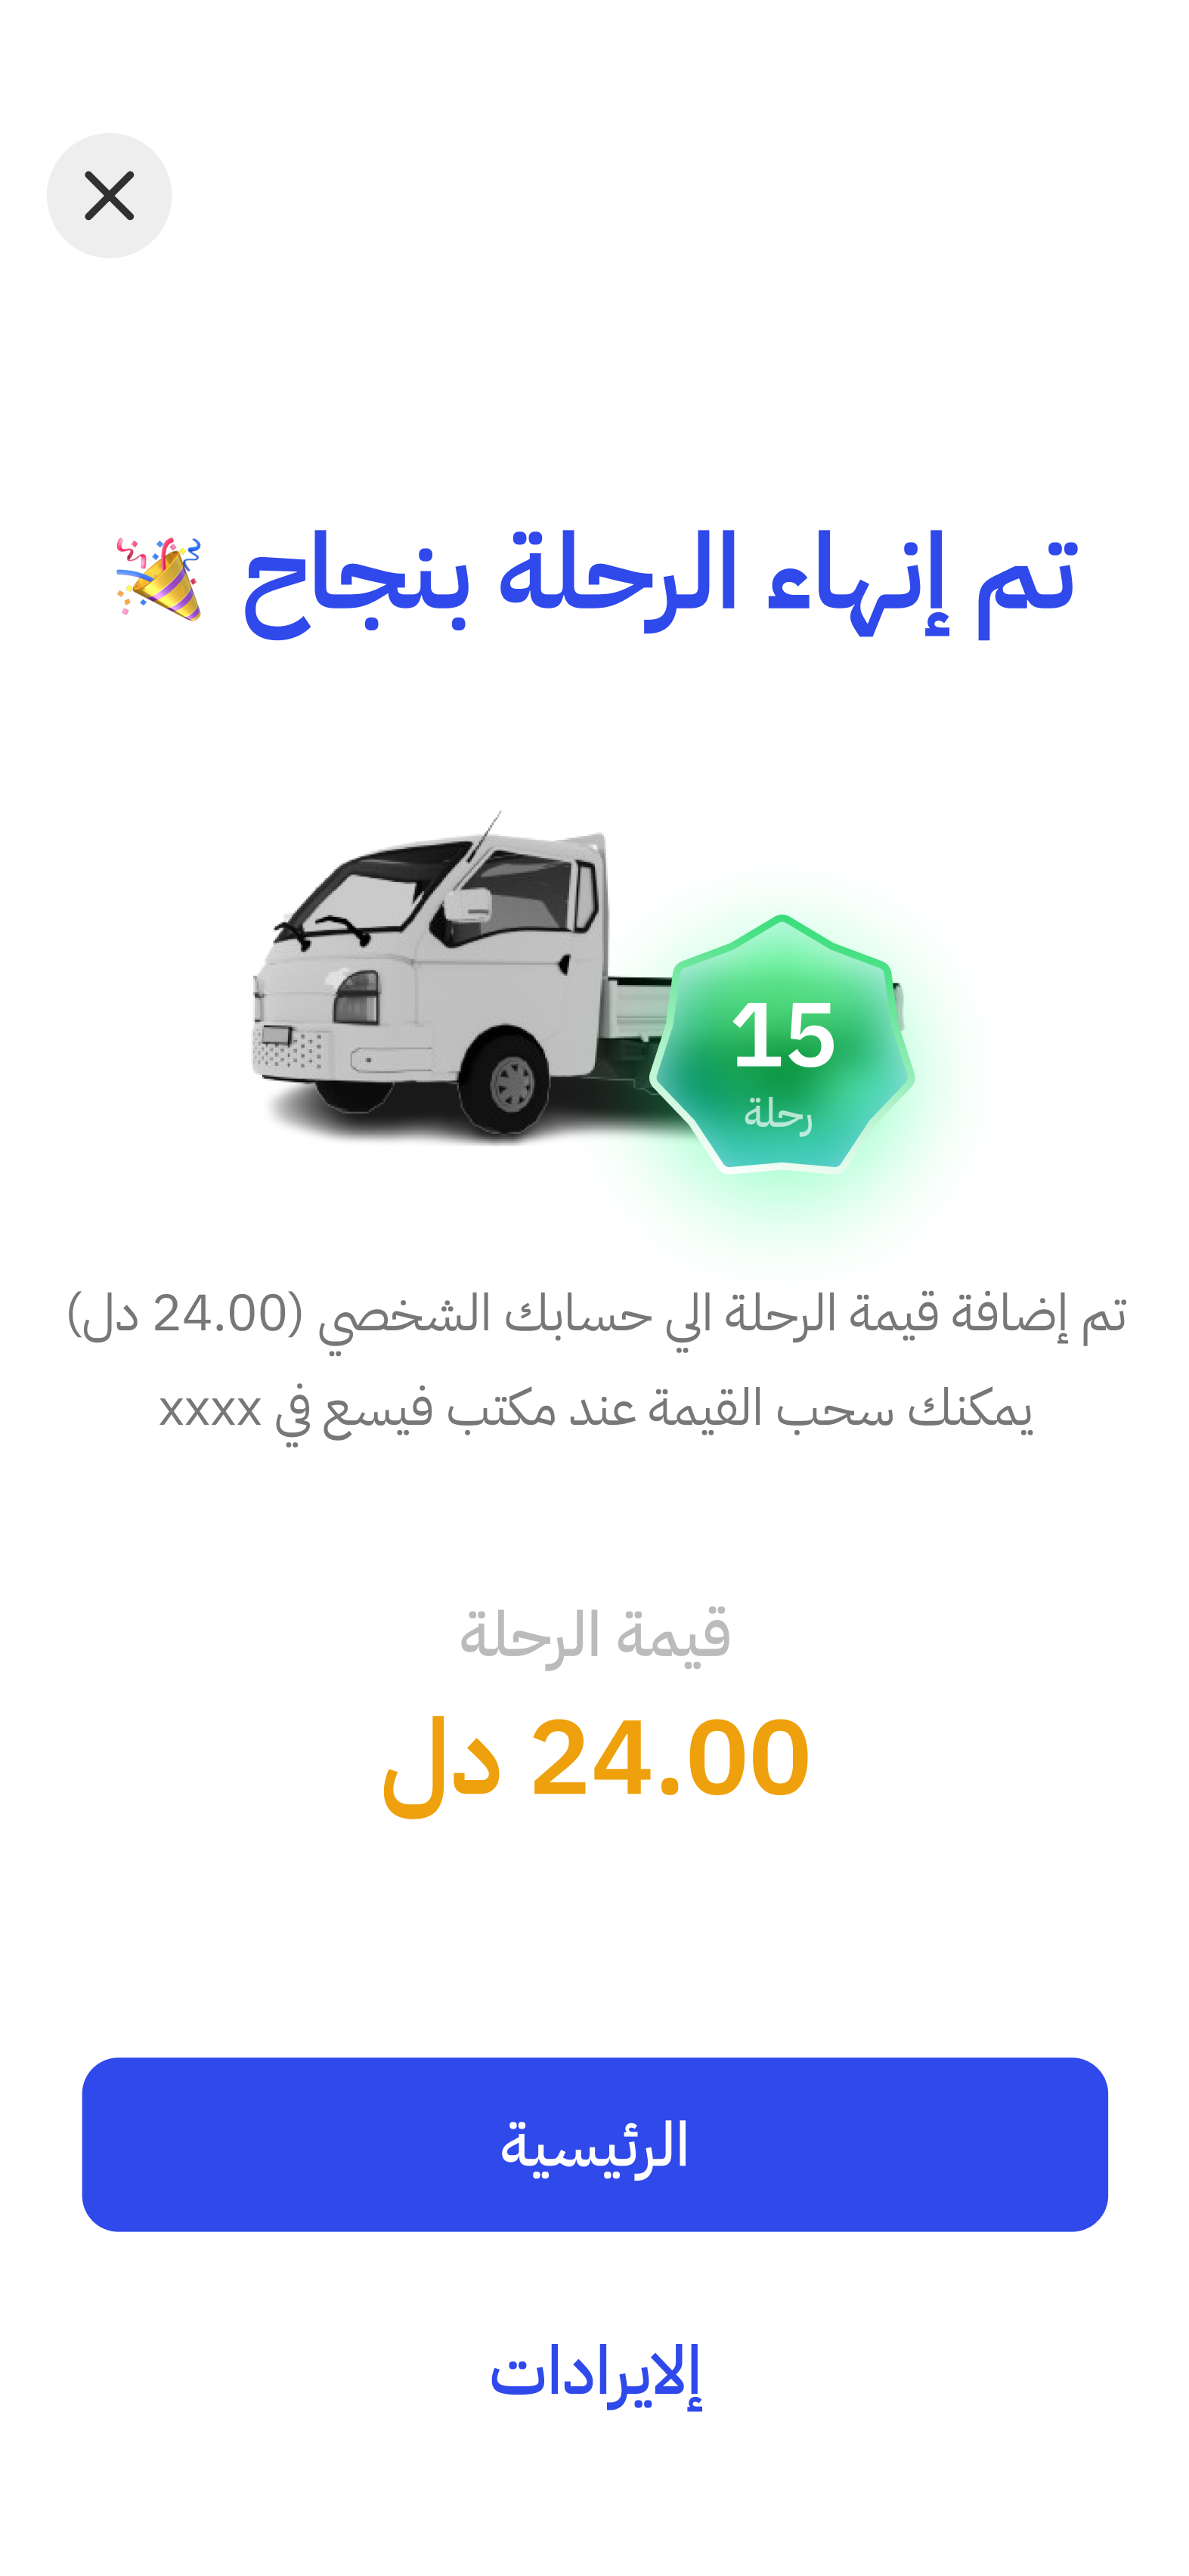 تم إنهاء الرحلة بنجاح 🎉
15
رحلة
تم إضافة قيمة الرحلة الي حسابك الشخصي (24.00 دل)
يمكنك سحب القيمة عند مكتب فيسع في xxxx
قيمة الرحلة
24.00 دل
الرئيسية
إلايرادات